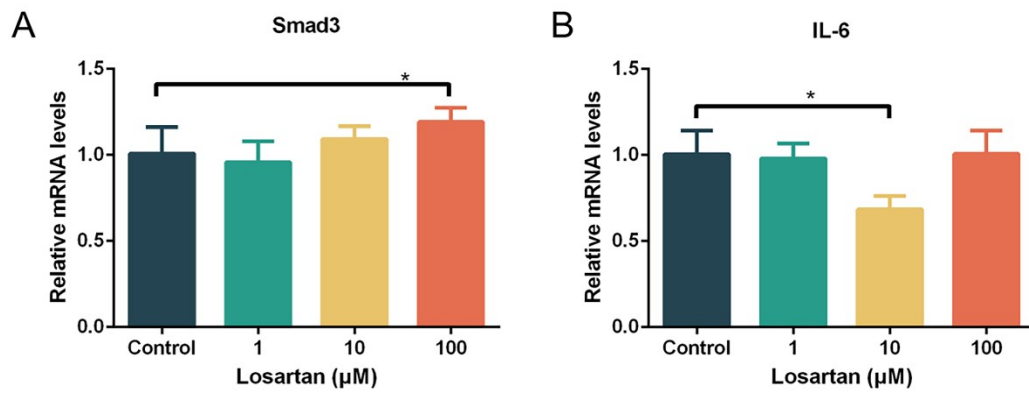 A
Smad3
Relative mRNA levels
1.5
1.0
0.5
0.0
*
Control 1 10 100
Losartan (µM)
B
IL-6
Relative mRNA levels
1.5
1.0
0.5
0.0
*
Control 1 10 100
Losartan (µM)